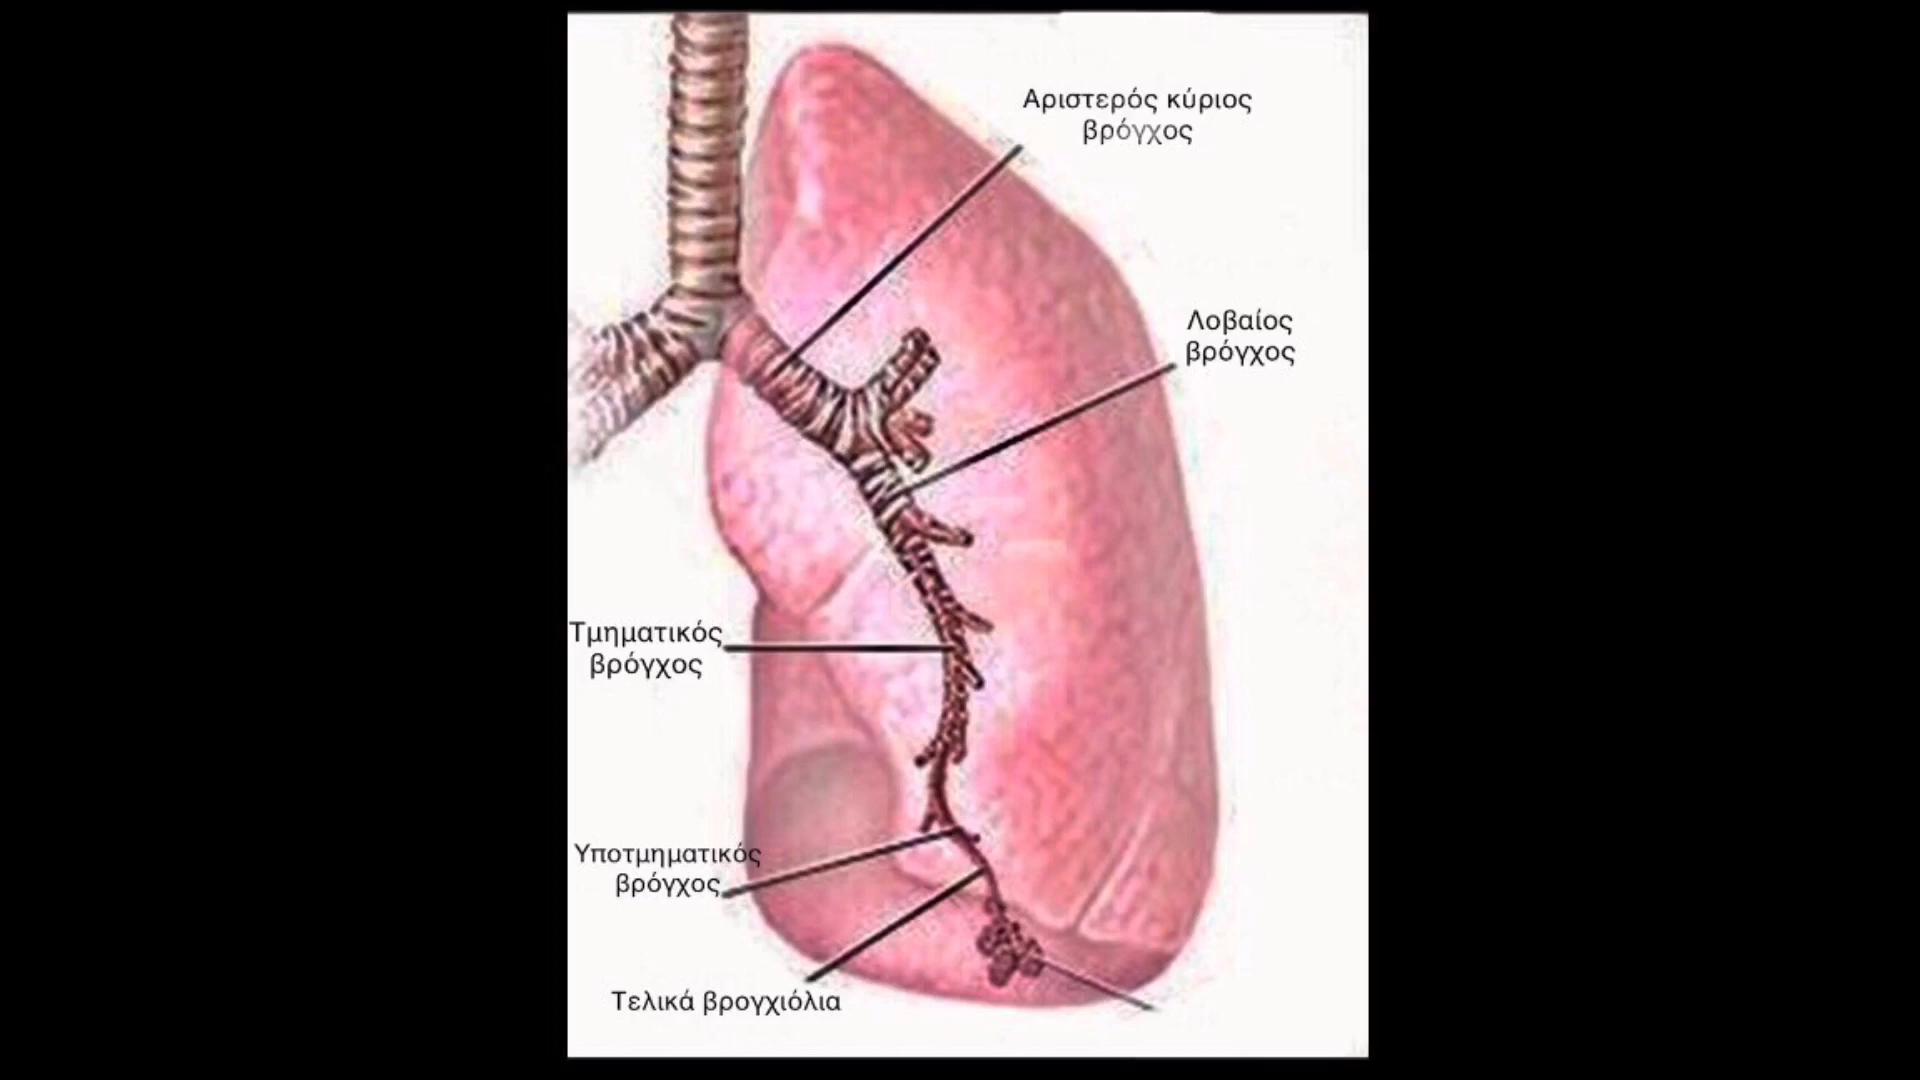 Αριστερός κύριος
βρόγχος
Λοβαίος
βρόγχος
Τμηματικός
βρόγχος
Υποτμηματικός
βρόγχος
Τελικά βρογχιόλια